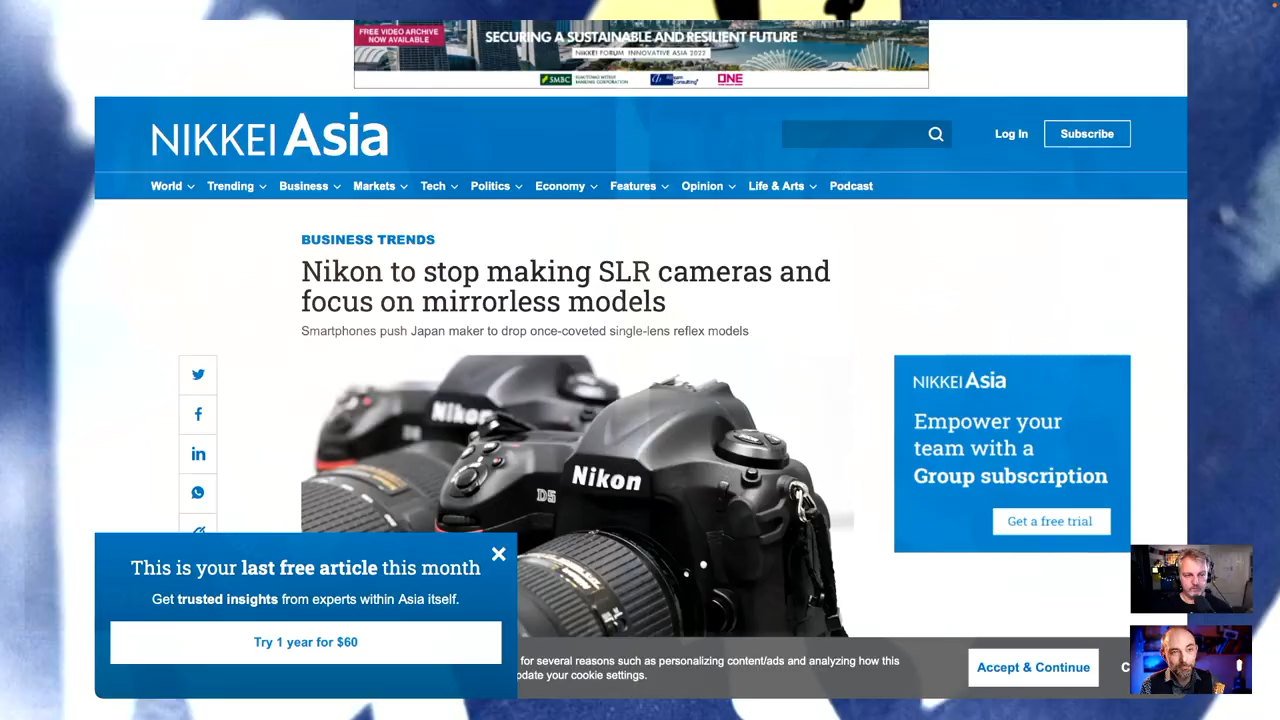 FREE VIDEO ARCHIVE
NOW AVAILABLE
SECURING A SUSTAINABLE AND RESILIENT FUTURE
NIKKEI FORUM INNOVATIVE ASIA 2022
SMBC
Consulting
ONE
NIKKEI Asia
Log In
Subscribe
World Trending Business Markets Tech Politics Economy Features Opinion Life & Arts Podcast
BUSINESS TRENDS
Nikon to stop making SLR cameras and
focus on mirrorless models
Smartphones push Japan maker to drop once-coveted single-lens reflex models
Nikon
Nikon
D5
NIKKEI Asia
Empower your
team with a
Group subscription
Get a free trial
This is your last free article this month
Get trusted insights from experts within Asia itself.
Try 1 year for $60
for several reasons such as personalizing content/ads and analyzing how this
pdate your cookie settings.
Accept & Continue
C